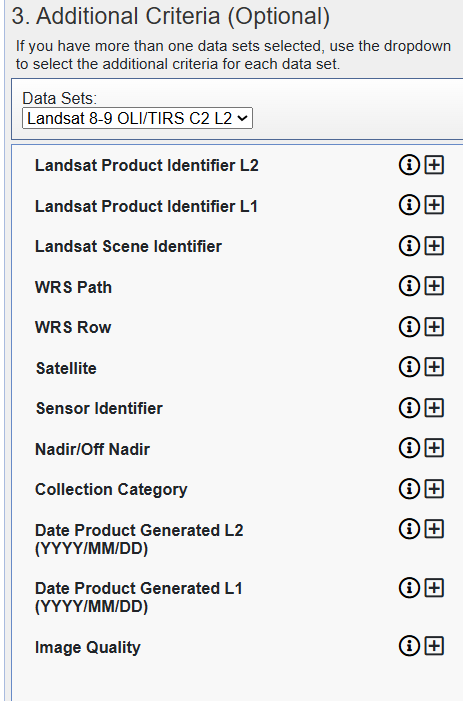 3. Additional Criteria (Optional)
If you have more than one data sets selected, use the dropdown
to select the additional criteria for each data set.
Data Sets:
Landsat 8-9 OLI/TIRS C2 L2
Landsat Product Identifier L2
Landsat Product Identifier L1
Landsat Scene Identifier
WRS Path
WRS Row
Satellite
Sensor Identifier
Nadir/Off Nadir
Collection Category
Date Product Generated L2
(YYYY/MM/DD)
Date Product Generated L1
(YYYY/MM/DD)
Image Quality